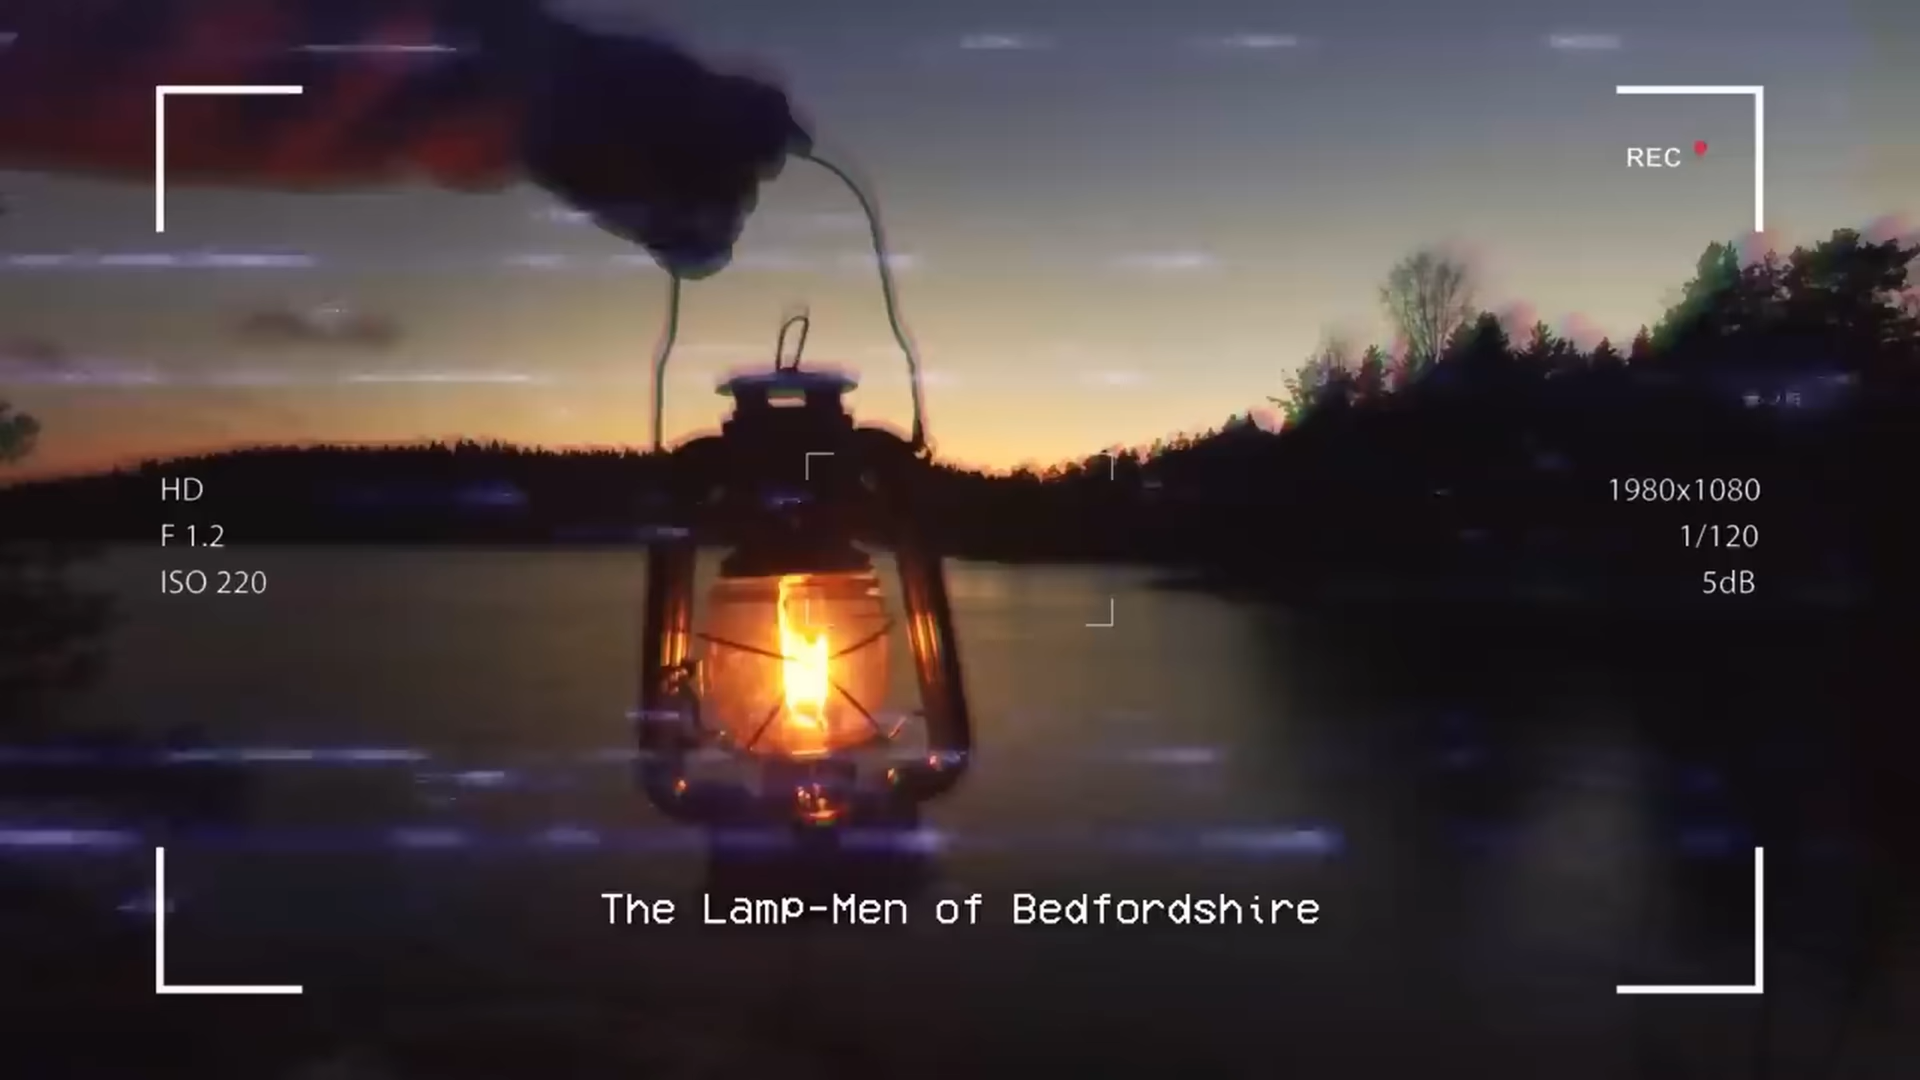 REC
HD
F 1.2
ISO 220
1980x1080
1/120
5dB
The Lamp-Men of Bedfordshire